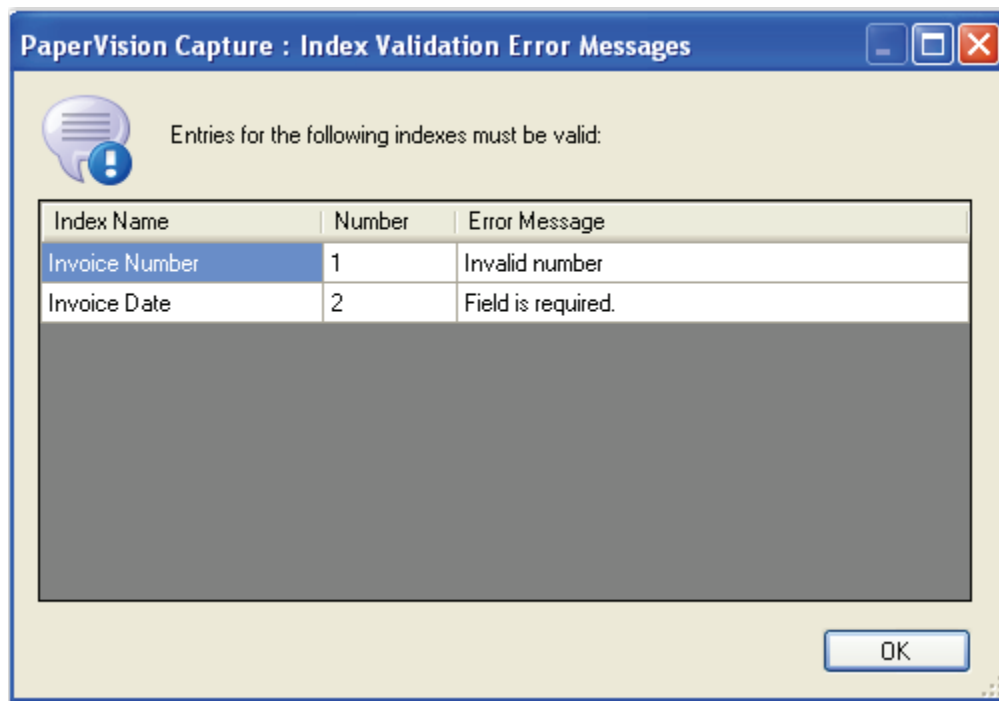 PaperVision Capture : Index Validation Error Messages
Entries for the following indexes must be valid:
Index Name Number Error Message
Invoice Number 1 Invalid number
Invoice Date 2 Field is required.
OK